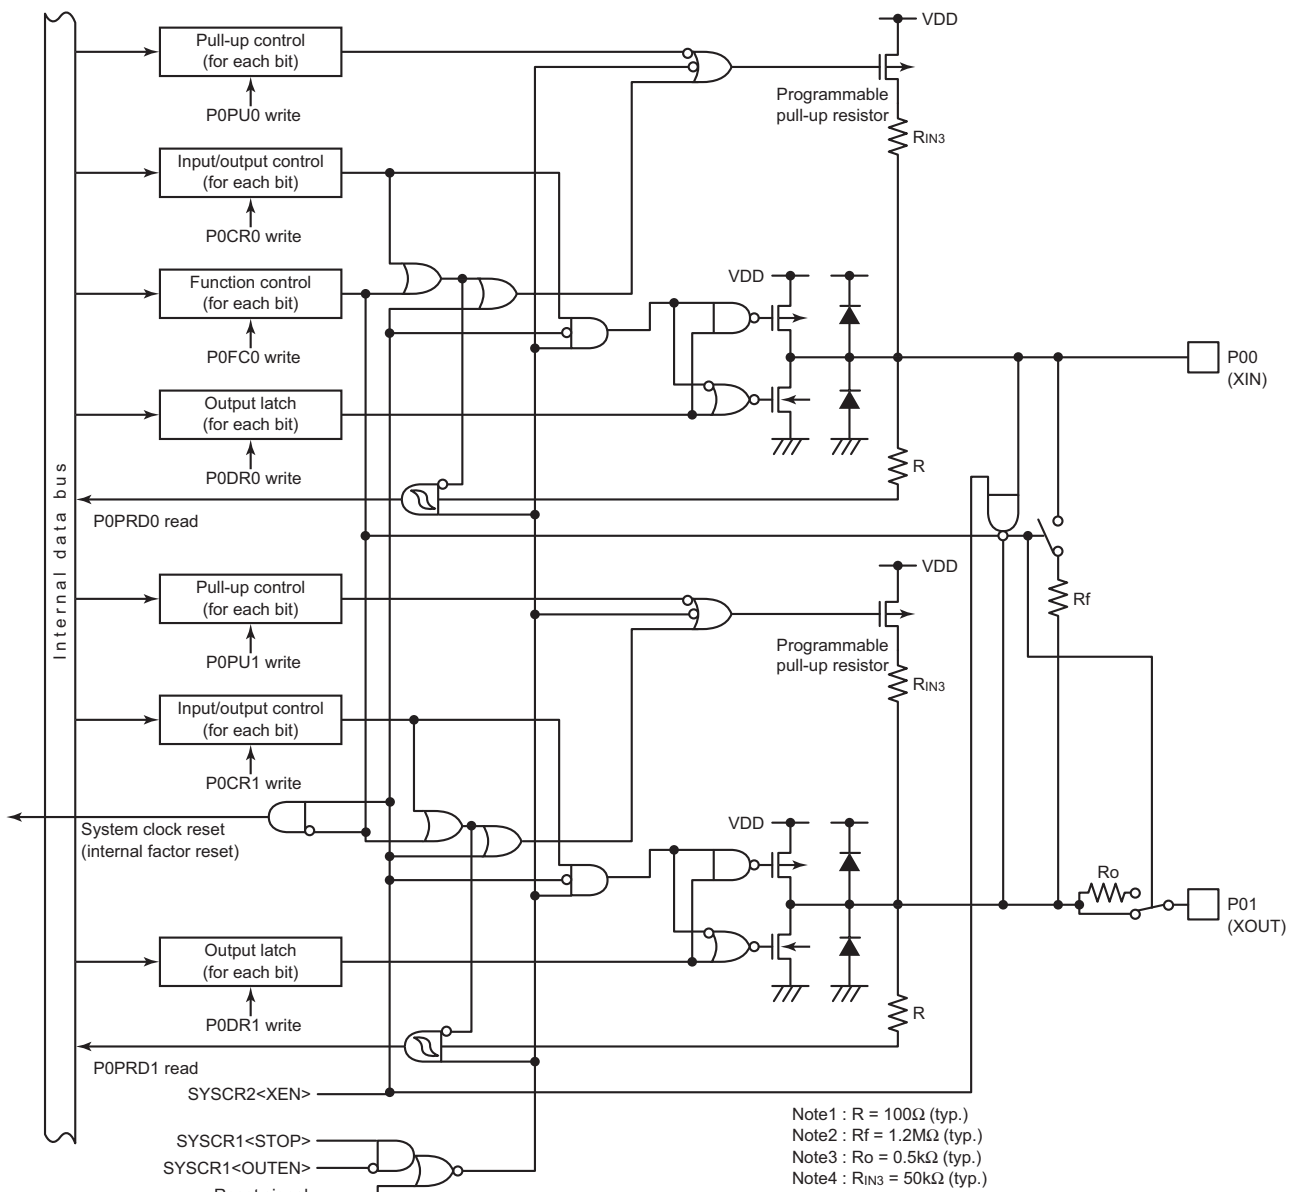 VDD
Pull-up control
(for each bit)
P0PU0 write
Programmable
pull-up resistor
RIN3
Input/output control
(for each bit)
P0CR0 write
Function control
(for each bit)
P0FC0 write
VDD
P00
(XIN)
Output latch
(for each bit)
P0DR0 write
R
P0PRD0 read
Internal data bus
VDD
Pull-up control
(for each bit)
P0PU1 write
Rf
Programmable
pull-up resistor
RIN3
Input/output control
(for each bit)
P0CR1 write
System clock reset
(internal factor reset)
VDD
Ro
P01
(XOUT)
Output latch
(for each bit)
P0DR1 write
R
P0PRD1 read
SYSCR2<XEN>
SYSCR1<STOP>
SYSCR1<OUTEN>
Note1 : R = 100Ω (typ.)
Note2 : Rf = 1.2MΩ (typ.)
Note3 : Ro = 0.5kΩ (typ.)
Note4 : RIN3 = 50kΩ (typ.)